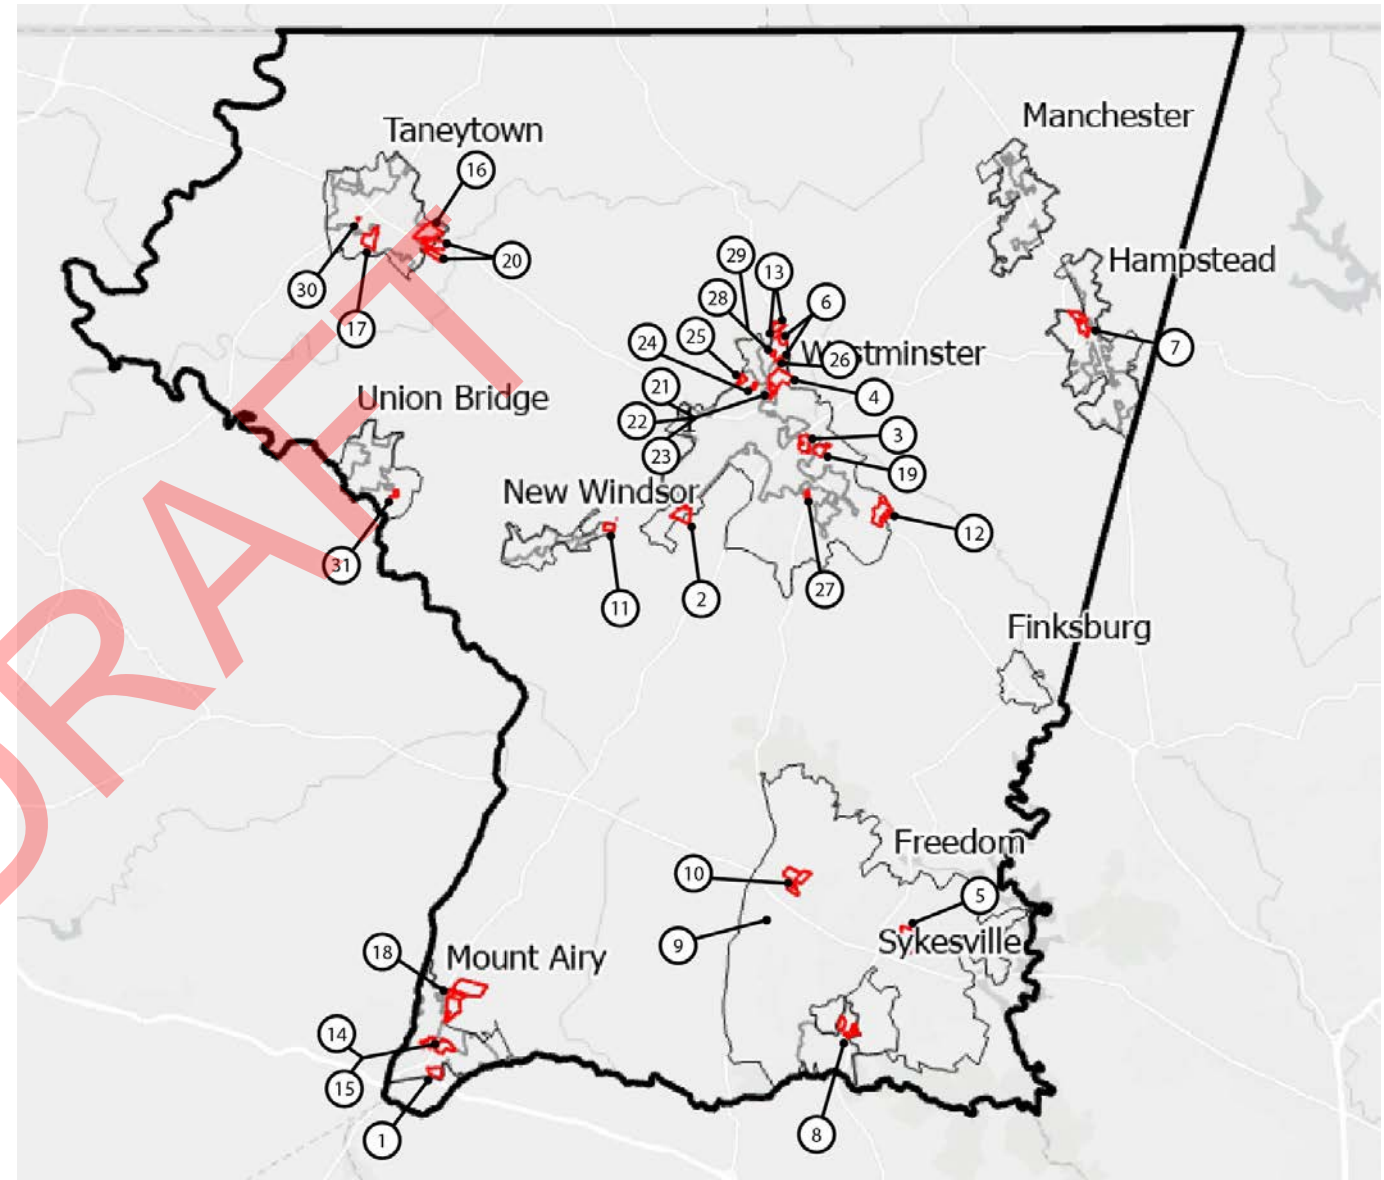 Manchester
Taneytown
16
20
30
17
Hampstead
7
29
13
28
6
25
24
Westminster
26
4
21
22
23
3
19
Union Bridge
New Windsor
12
31
11
2
27
Finksburg
Freedom
10
5
9
Sykesville
18
Mount Airy
14
15
1
8
DRAFT